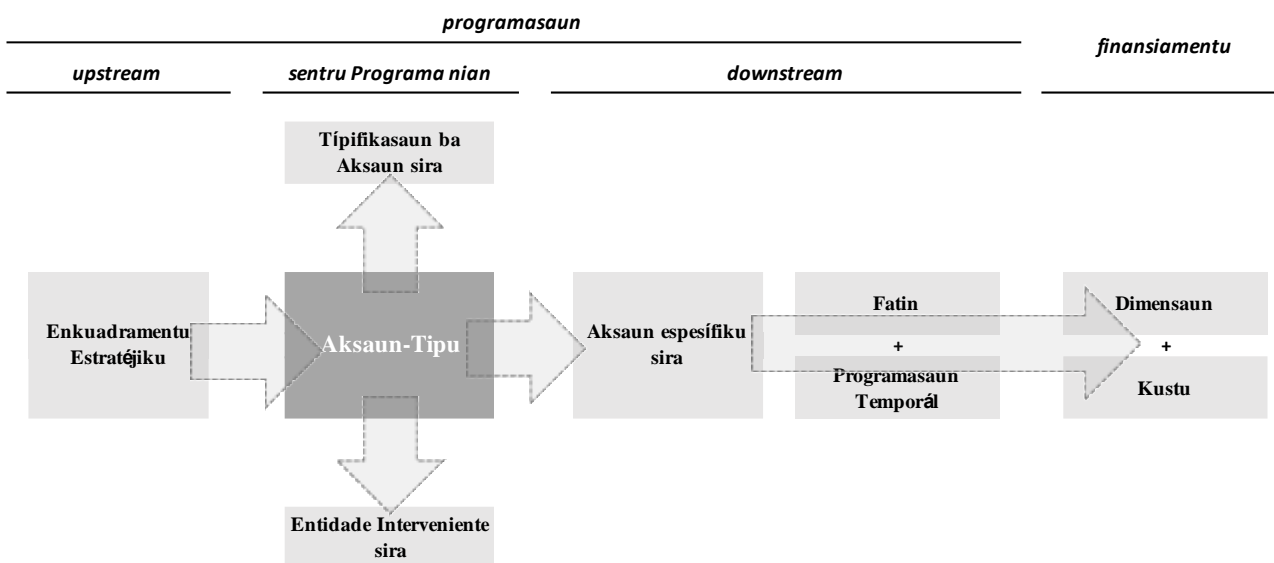 programasaun
finansiamentu
upstream
sentru Programa nian
downstream
Típifikasaun ba
Aksaun sira
Enkuadramentu
Estratéjiku
Aksaun-Tipu
Aksaun espesífiku
sira
Fatin
+
Programasaun
Temporál
Dimensaun
+
Kustu
Entidade Interveniente
sira